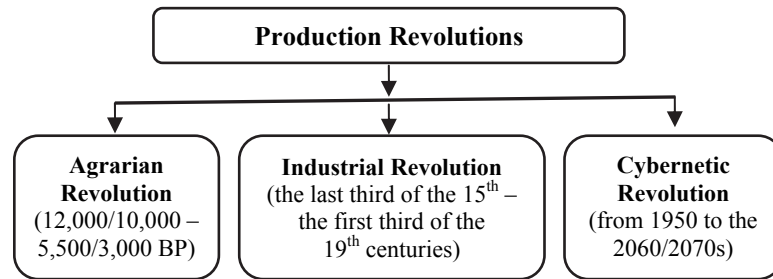 Production Revolutions
Agrarian
Revolution
(12,000/10,000 –
5,500/3,000 BP)
Industrial Revolution
(the last third of the 15th –
the first third of the
19th centuries)
Cybernetic
Revolution
(from 1950 to the
2060/2070s)